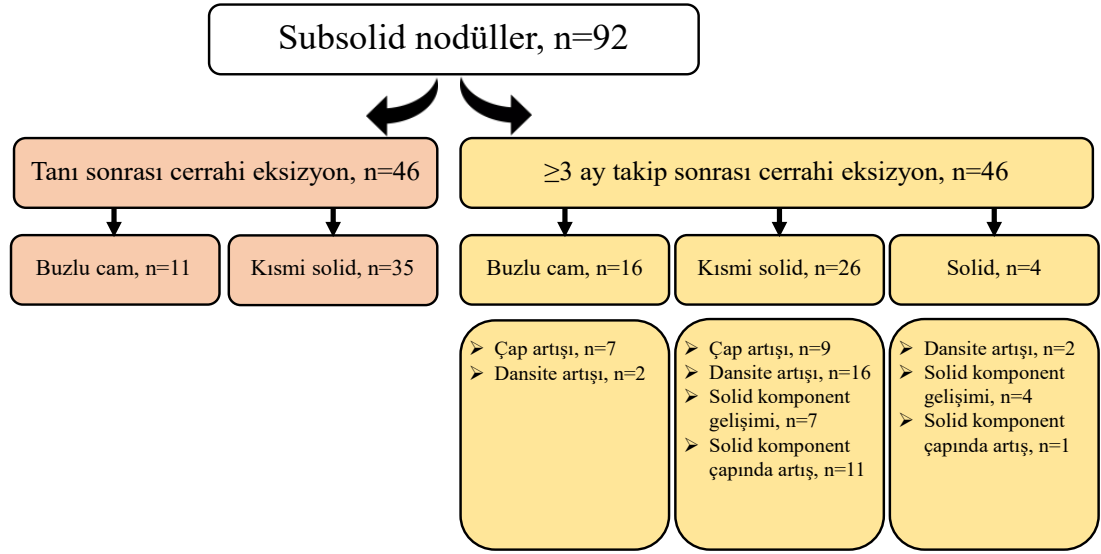 Subsolid nodüller, n=92
Tanı sonrası cerrahi eksizyon, n=46
≥3 ay takip sonrası cerrahi eksizyon, n=46
Buzlu cam, n=11
Kısmi solid, n=35
Buzlu cam, n=16
Kısmi solid, n=26
Solid, n=4
➢ Çap artışı, n=7
➢ Dansite artışı, n=2
➢ Çap artışı, n=9
➢ Dansite artışı, n=16
➢ Solid komponent
gelişimi, n=7
➢ Solid komponent
çapında artış, n=11
➢ Dansite artışı, n=2
➢ Solid komponent
gelişimi, n=4
➢ Solid komponent
çapında artış, n=1